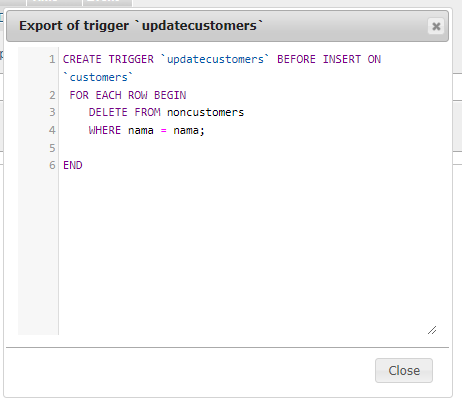 Export of trigger `updatecustomers`
1 CREATE TRIGGER `updatecustomers` BEFORE INSERT ON
`customers`
2 FOR EACH ROW BEGIN
3 DELETE FROM noncustomers
4 WHERE nama = nama;
5
6 END
Close